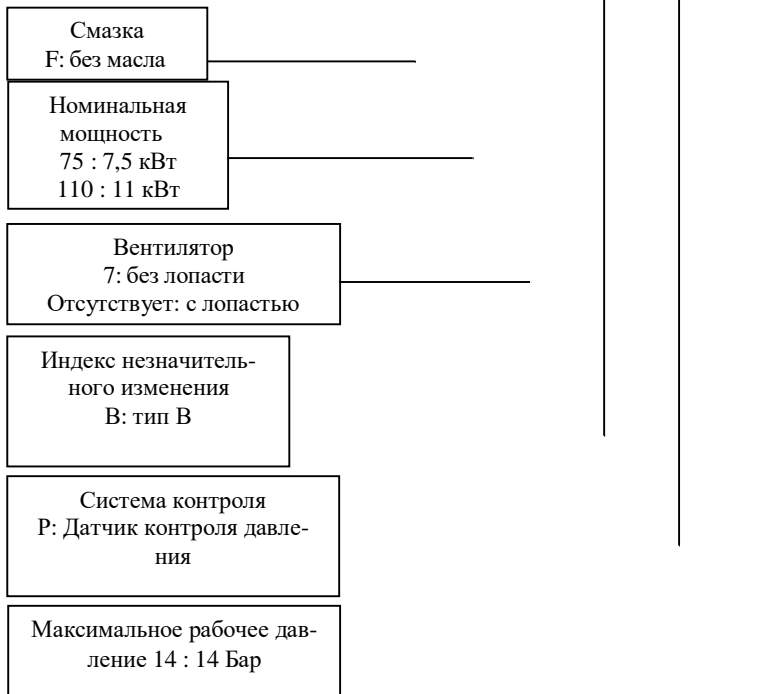 Смазка
F: без масла
Номинальная
мощность
75 : 7,5 кВт
110 : 11 кВт
Вентилятор
7: без лопасти
Отсутствует: с лопастью
Индекс незначитель-
ного изменения
B: тип B
Система контроля
P: Датчик контроля давле-
ния
Максимальное рабочее дав-
ление 14 : 14 Бар